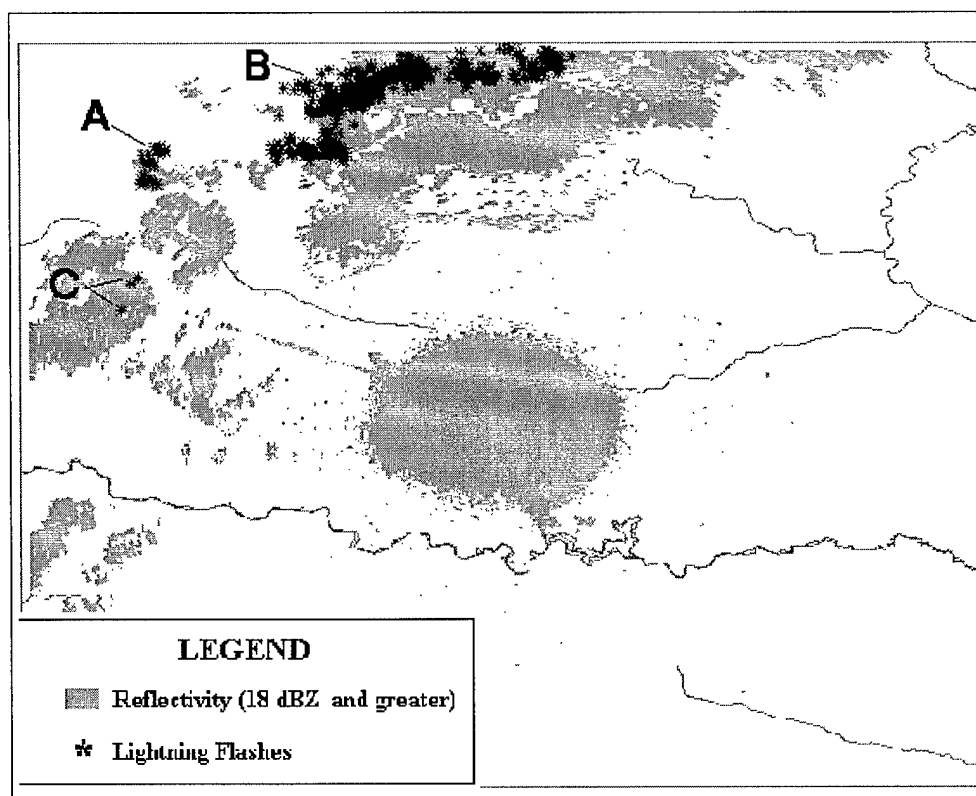 B
A
C
LEGEND
Reflectivity (18 dBZ and greater)
* Lightning Flashes